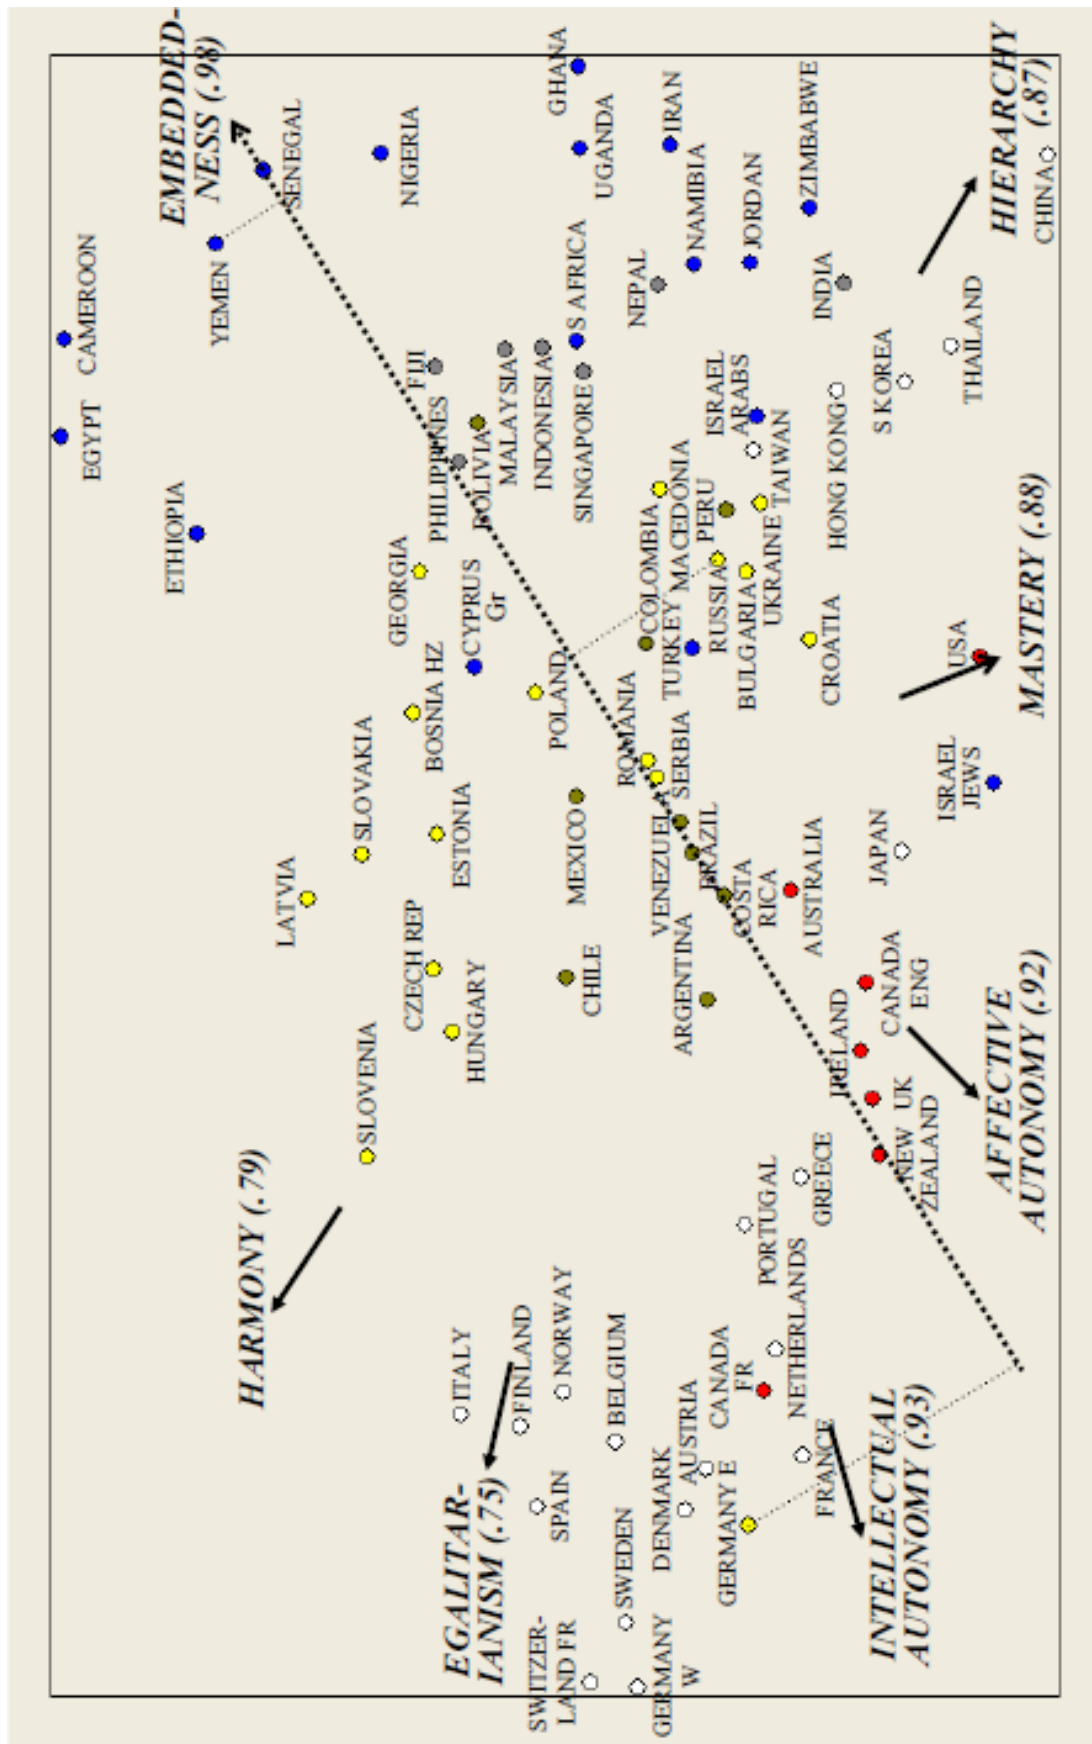 EGYPT
CAMEROON
ETHIOPIA
EMBEDDED-
NESS (.98)
YEMEN
HARMONY (.79)
LATVIA
SENEGAL
SLOVENIA
SLOVAKIA
GEORGIA
NIGERIA
CZECH REP
BOSNIA HZ
FIJI
PHILIPPINES
EGALITAR-
IANISM (.75)
ITALY
HUNGARY
ESTONIA
CYPRUS
Gr
BOLIVIA
MALAYSIA
FINLAND
INDONESIA
SWITZER-
LAND FR
SPAIN
NORWAY
POLAND
GHANA
CHILE
MEXICO
SINGAPORE
S AFRICA
UGANDA
SWEDEN
BELGIUM
ROMANIA
COLOMBIA
NEPAL
GERMANY
W
DENMARK
AUSTRIA
ARGENTINA
VENEZUELA
SERBIA
TURKEY
MACEDONIA
IRAN
NAMIBIA
GERMANY E
CANADA
FR
BRAZIL
RUSSIA
PERU
ISRAEL
ARABS
COSTA
RICA
BULGARIA
UKRAINE
TAIWAN
JORDAN
PORTUGAL
NETHERLANDS
GREECE
AUSTRALIA
CROATIA
HONG KONG
INDIA
ZIMBABWE
FRANCE
IRELAND
INTELLECTUAL
AUTONOMY (.93)
NEW UK
ZEALAND
CANADA
ENG
JAPAN
S KOREA
ISRAEL
JEWS
USA
THAILAND
AFFECTIVE
AUTONOMY (.92)
MASTERY (.88)
HIERARCHY
(.87)
CHINA